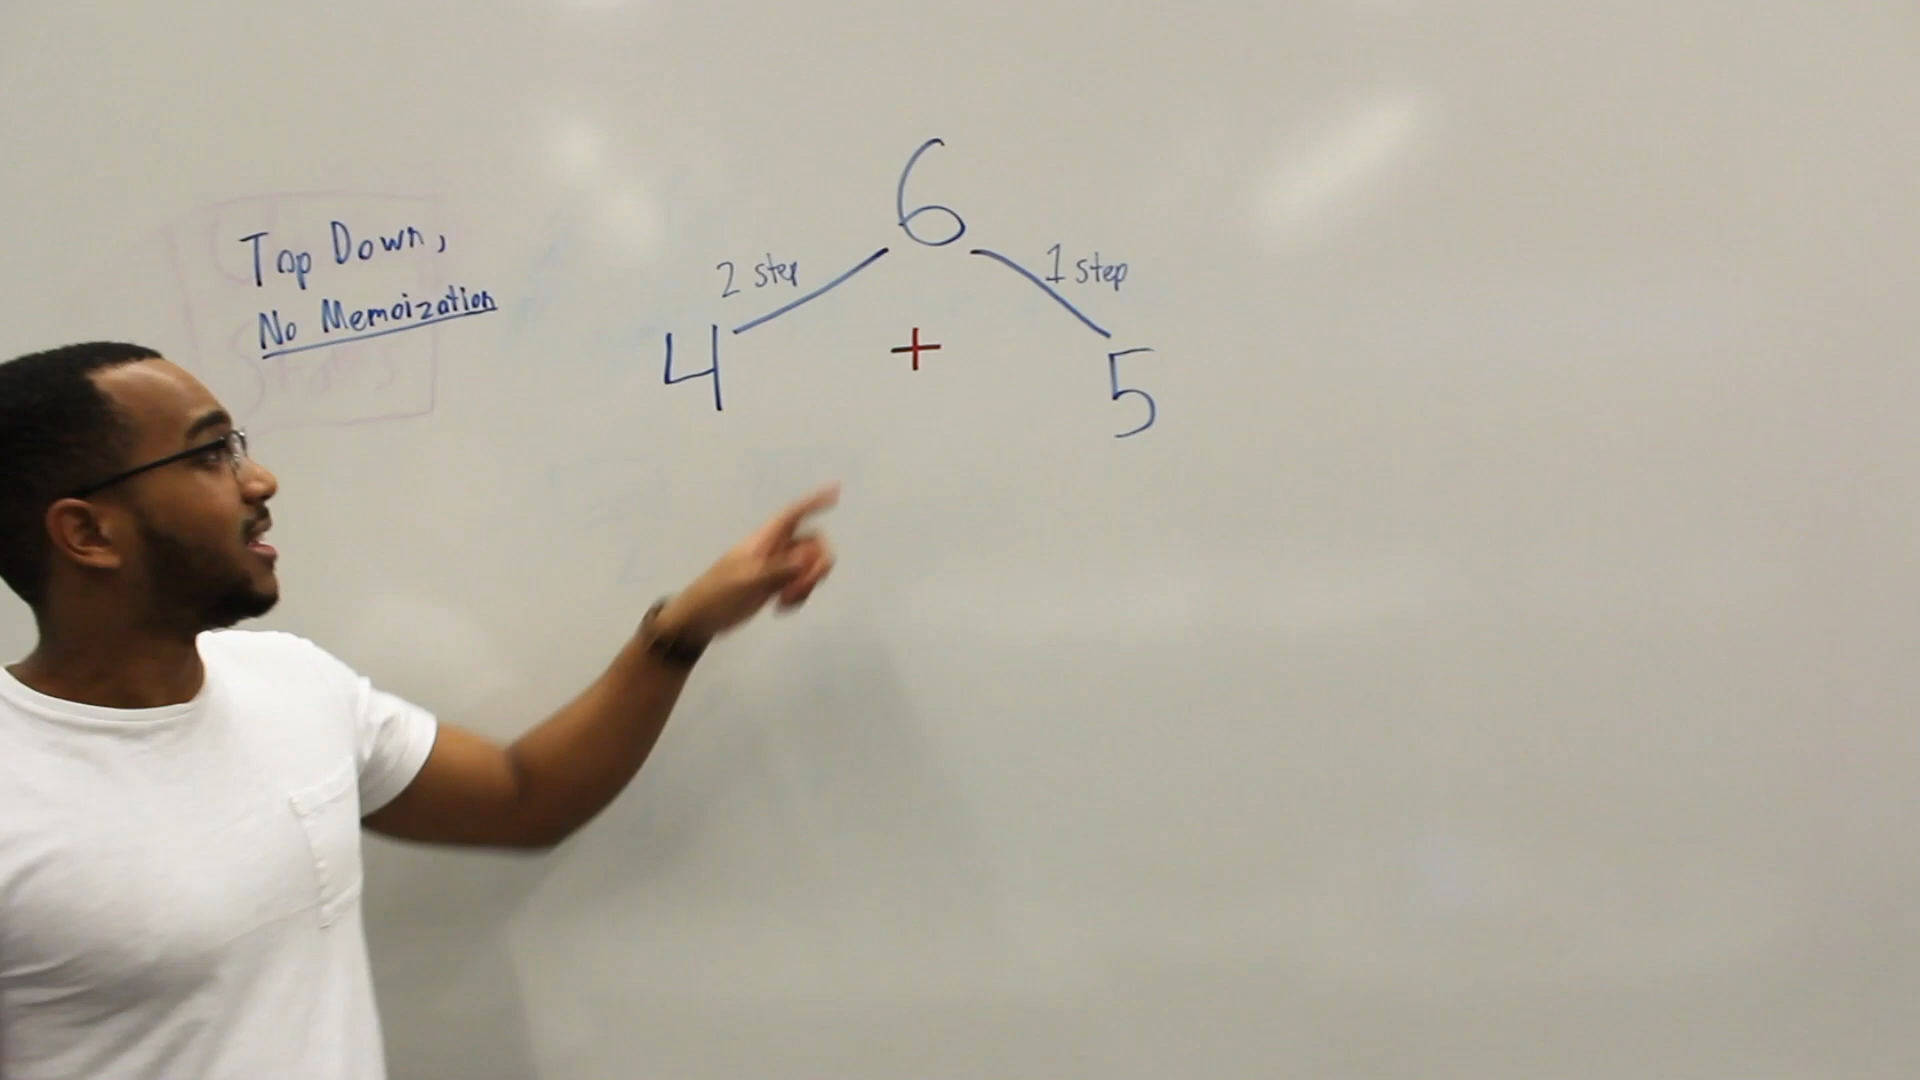 Top Down,
No Memoization
6
2 step
1 step
4
+
5